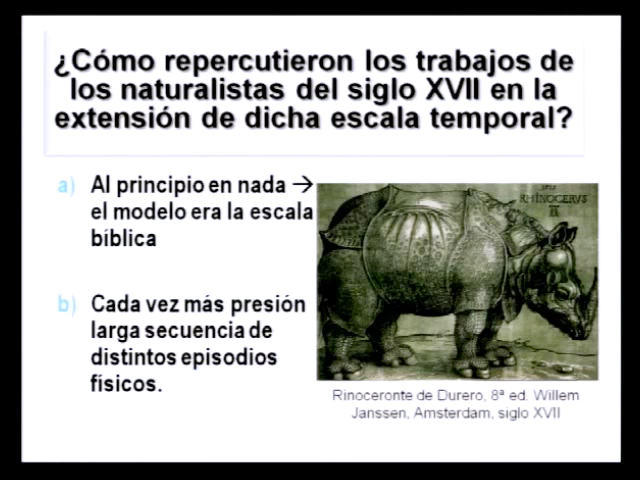 ¿Cómo repercutieron los trabajos de
los naturalistas del siglo XVII en la
extensión de dicha escala temporal?
a) Al principio en nada →
el modelo era la escala
bíblica
b) Cada vez más presión
larga secuencia de
distintos episodios
físicos.
RHINOCERVS
Rinoceronte de Durero, 8ª ed. Willem
Janssen, Amsterdam, siglo XVII